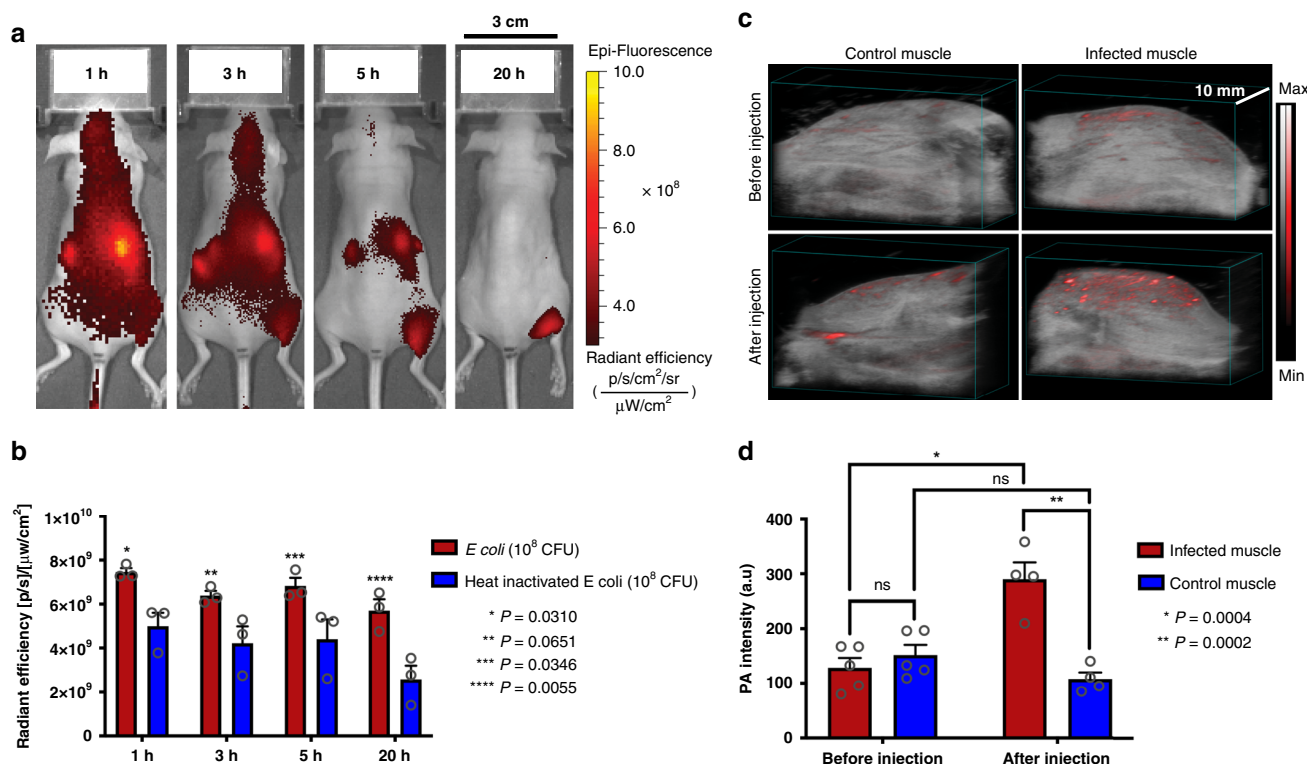 a
3 cm
1 h
3 h
5 h
20 h
Epi-Fluorescence
10.0
8.0
× 10⁸
6.0
4.0
Radiant efficiency
( p/s/cm²/sr / μW/cm² )
b
Radiant efficiency [p/s]/[μw/cm²]
1×10¹⁰
8×10⁹
6×10⁹
4×10⁹
2×10⁹
0
*
**
***
****
1 h
3 h
5 h
20 h
E coli (10⁸ CFU)
Heat inactivated E coli (10⁸ CFU)
* P = 0.0310
** P = 0.0651
*** P = 0.0346
**** P = 0.0055
c
Control muscle
Infected muscle
Before injection
After injection
10 mm
Max
Min
d
PA intensity (a.u)
400
300
200
100
0
*
ns
**
ns
Before injection
After injection
Infected muscle
Control muscle
* P = 0.0004
** P = 0.0002